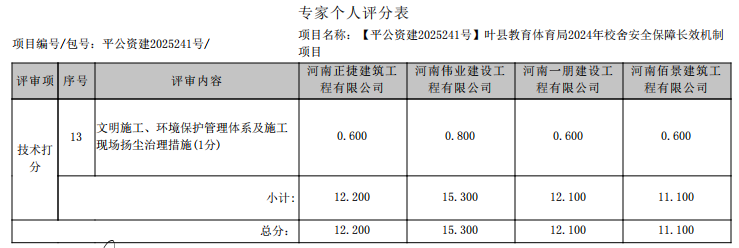 专家个人评分表
项目编号/包号: 平公资建2025241号/
项目名称: 【平公资建2025241号】叶县教育体育局2024年校舍安全保障长效机制
项目
评审项 序号 评审内容 河南正捷建筑工程有限公司 河南伟业建设工程有限公司 河南一朋建设工程有限公司 河南佰景建筑工程有限公司
技术打分 13 文明施工、环境保护管理体系及施工现场扬尘治理措施(1分) 0.600 0.800 0.600 0.600
小计: 12.200 15.300 12.100 11.100
总分: 12.200 15.300 12.100 11.100